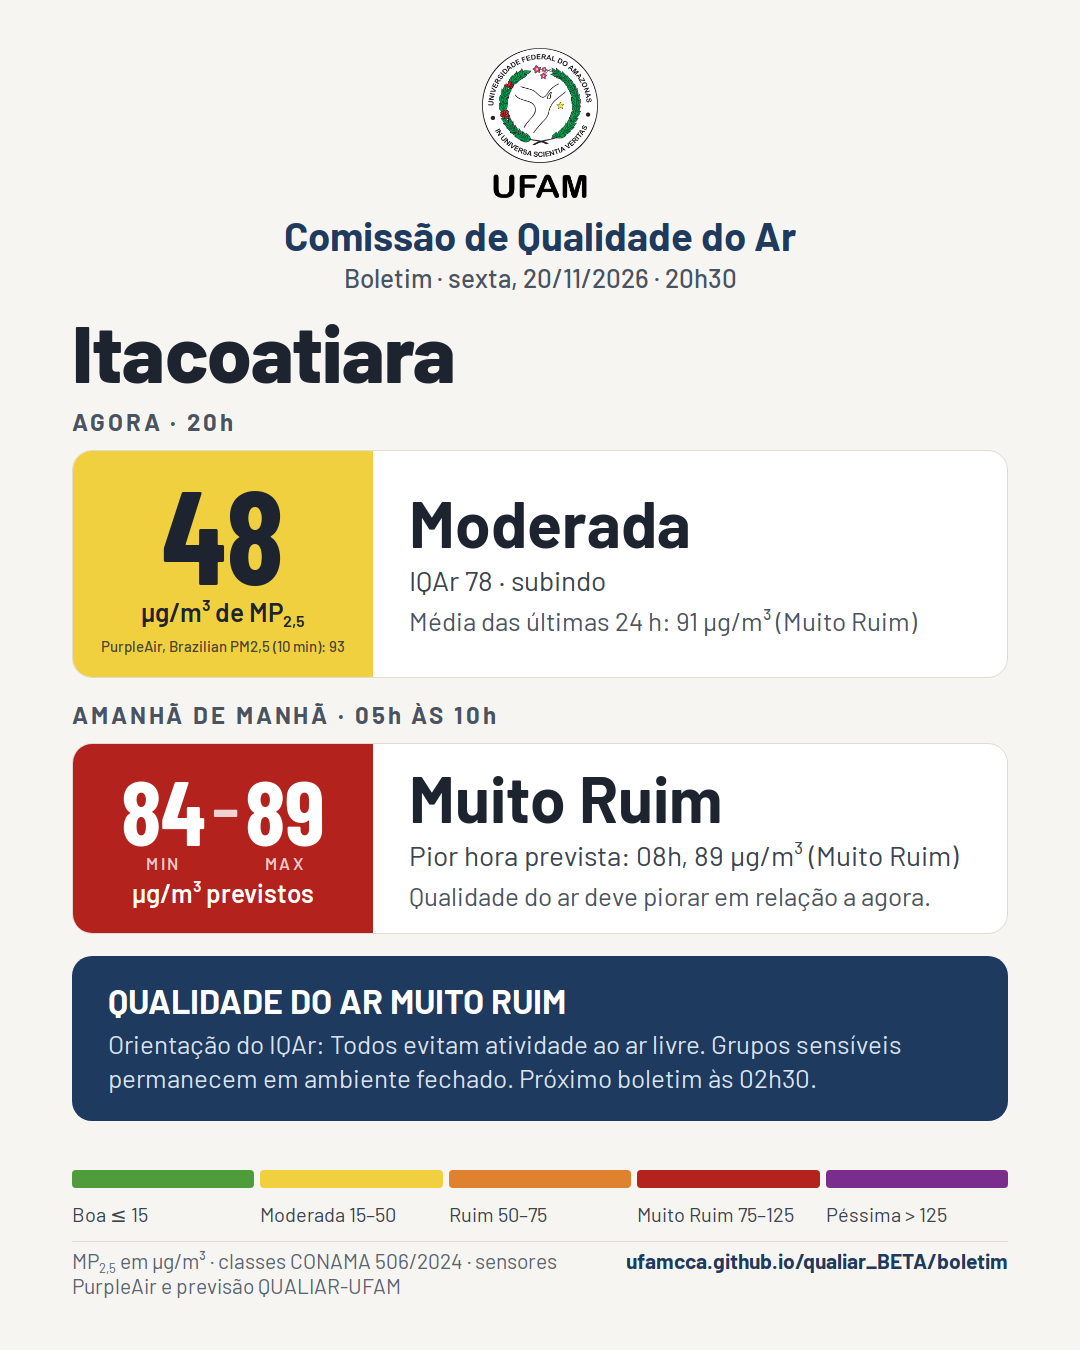 UNIVERSIDADE FEDERAL DO AMAZONAS
IN UNIVERSA SCIENTIA VERITAS
UFAM
Comissão de Qualidade do Ar
Boletim · sexta, 20/11/2026 · 20h30
Itacoatiara
AGORA · 20h
48
µg/m³ de MP2,5
PurpleAir, Brazilian PM2,5 (10 min): 93
Moderada
IQAr 78 · subindo
Média das últimas 24 h: 91 µg/m³ (Muito Ruim)
AMANHÃ DE MANHÃ · 05h ÀS 10h
84 – 89
MIN MAX
µg/m³ previstos
Muito Ruim
Pior hora prevista: 08h, 89 µg/m³ (Muito Ruim)
Qualidade do ar deve piorar em relação a agora.
QUALIDADE DO AR MUITO RUIM
Orientação do IQAr: Todos evitam atividade ao ar livre. Grupos sensíveis
permanecem em ambiente fechado. Próximo boletim às 02h30.
Boa ≤ 15
Moderada 15–50
Ruim 50–75
Muito Ruim 75–125
Péssima > 125
MP2,5 em µg/m³ · classes CONAMA 506/2024 · sensores
PurpleAir e previsão QUALIAR-UFAM
ufamcca.github.io/qualiar_BETA/boletim